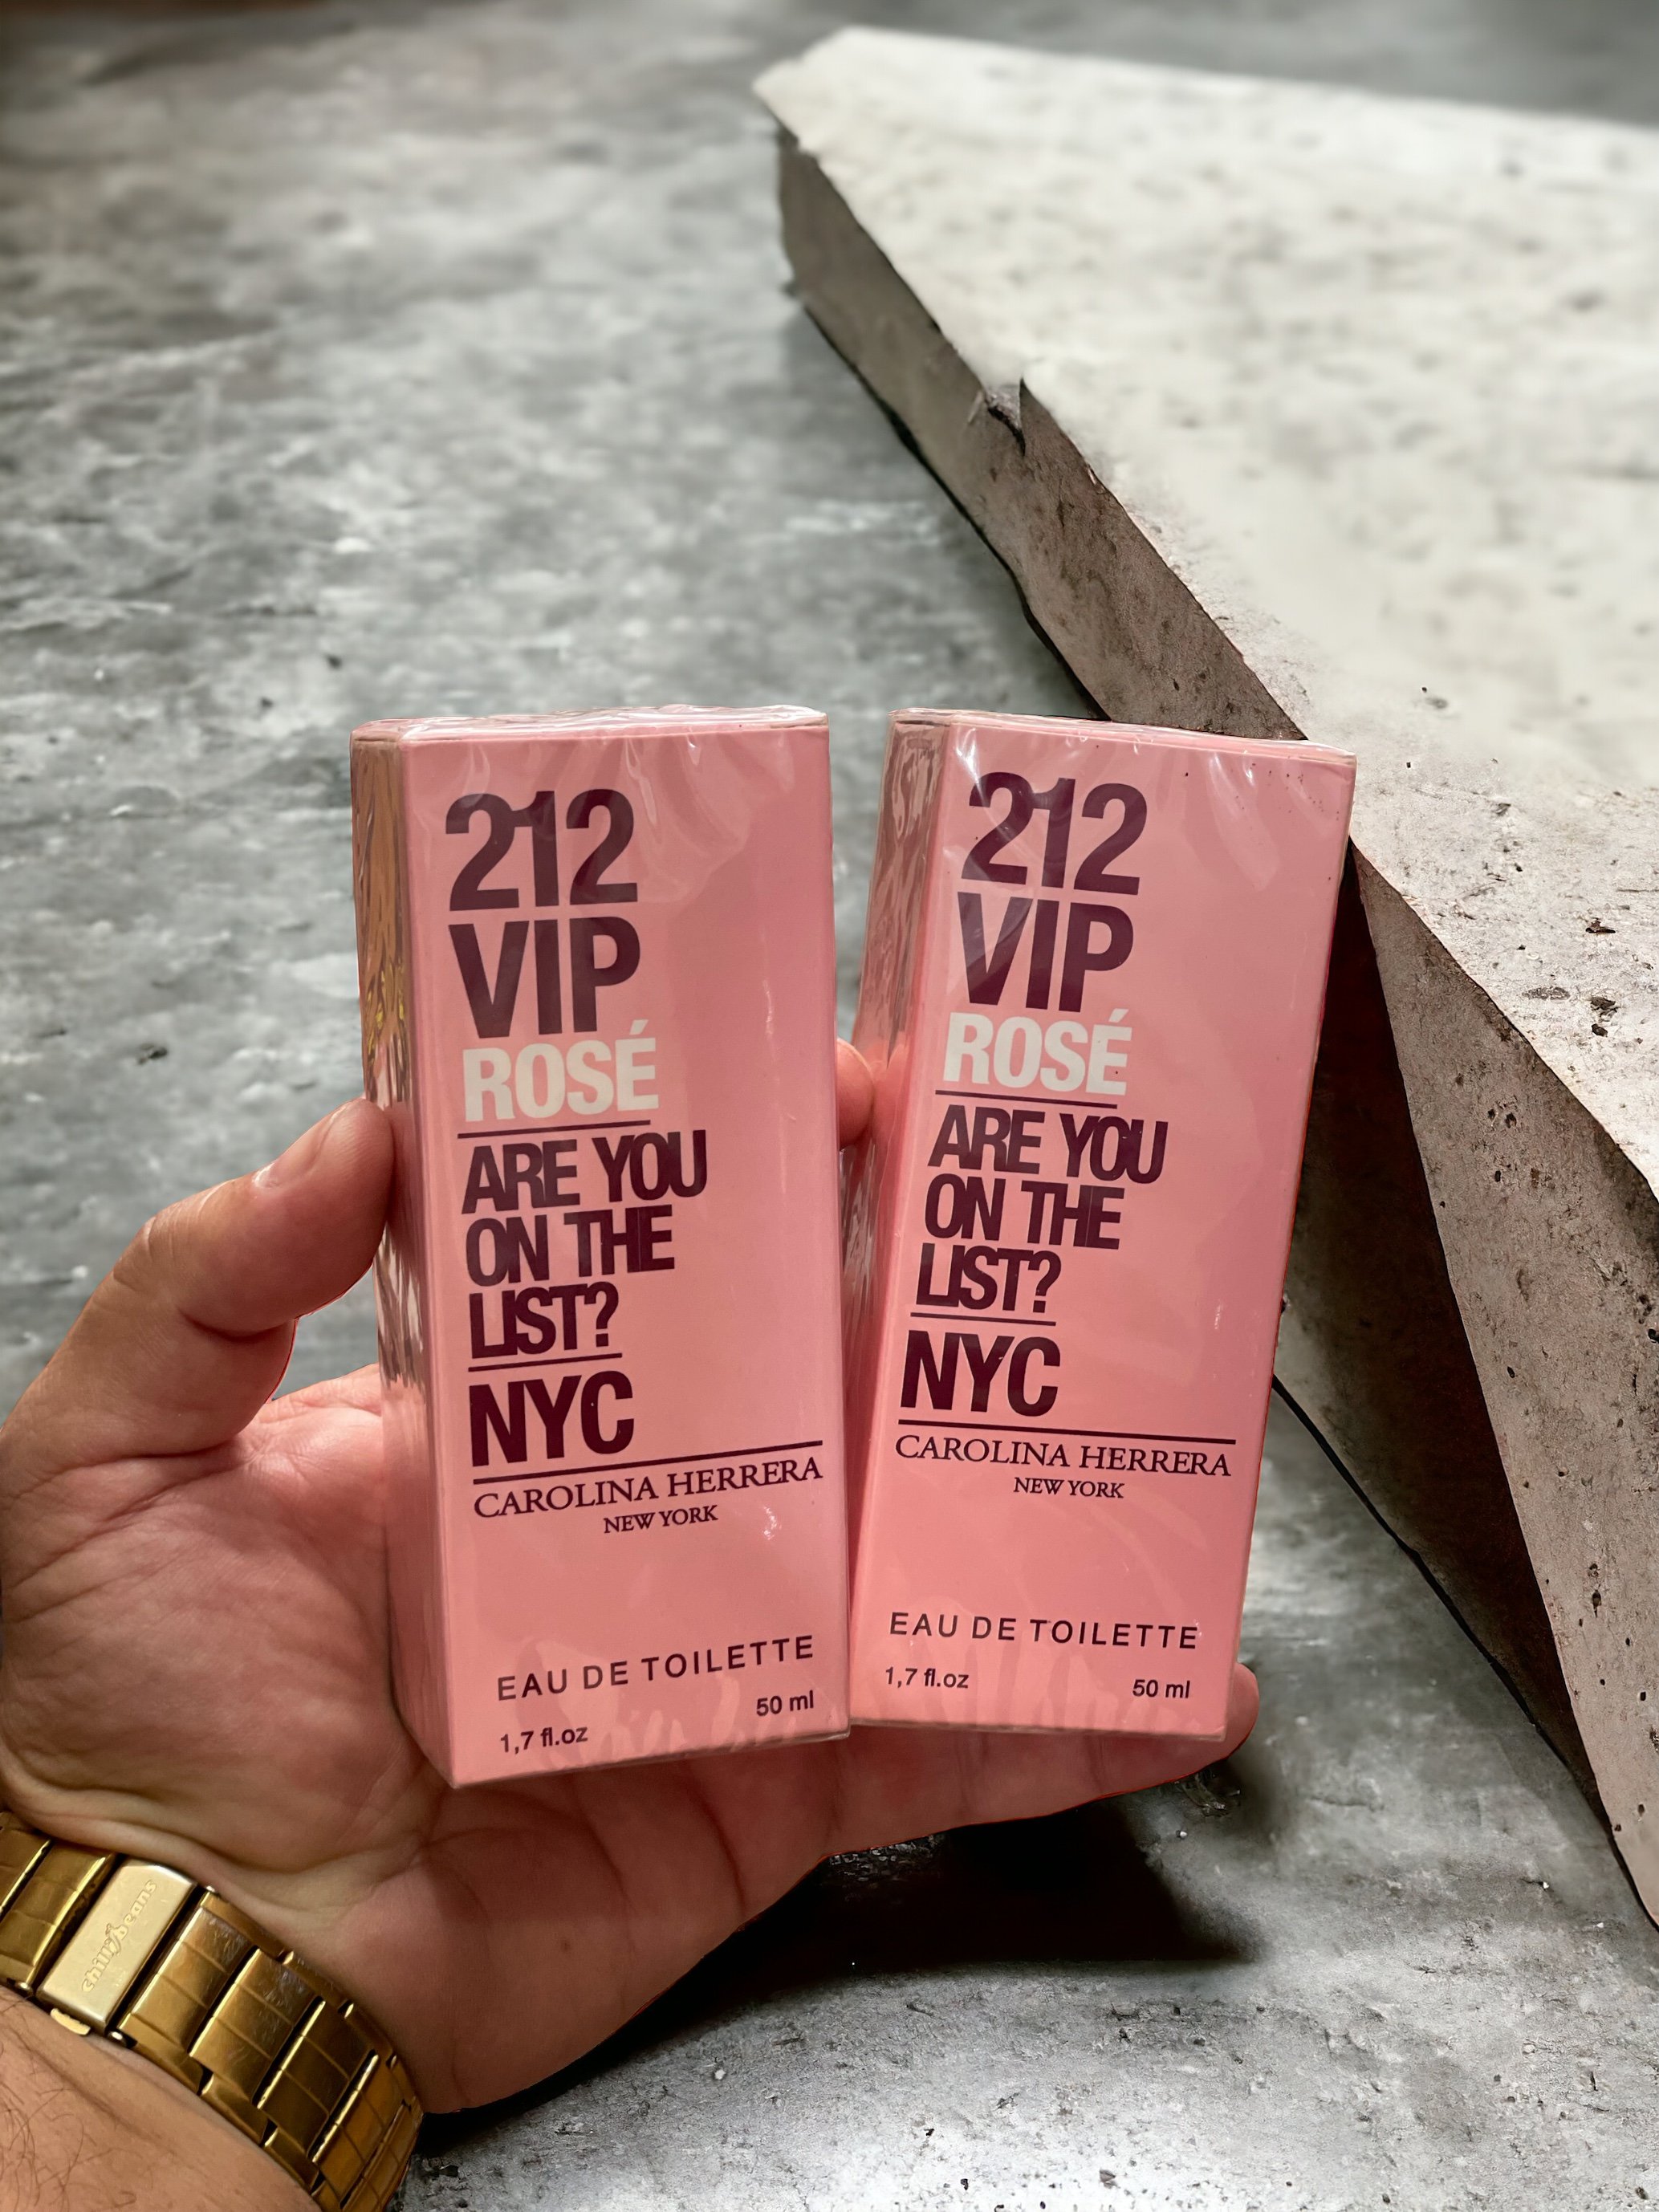 212
VIP
ROSÉ
ARE YOU
ON THE
LIST?
NYC
CAROLINA HERRERA
NEW YORK
EAU DE TOILETTE
1,7 fl.oz 50 ml
212
VIP
ROSÉ
ARE YOU
ON THE
LIST?
NYC
CAROLINA HERRERA
NEW YORK
EAU DE TOILETTE
1,7 fl.oz 50 ml
chilli beans